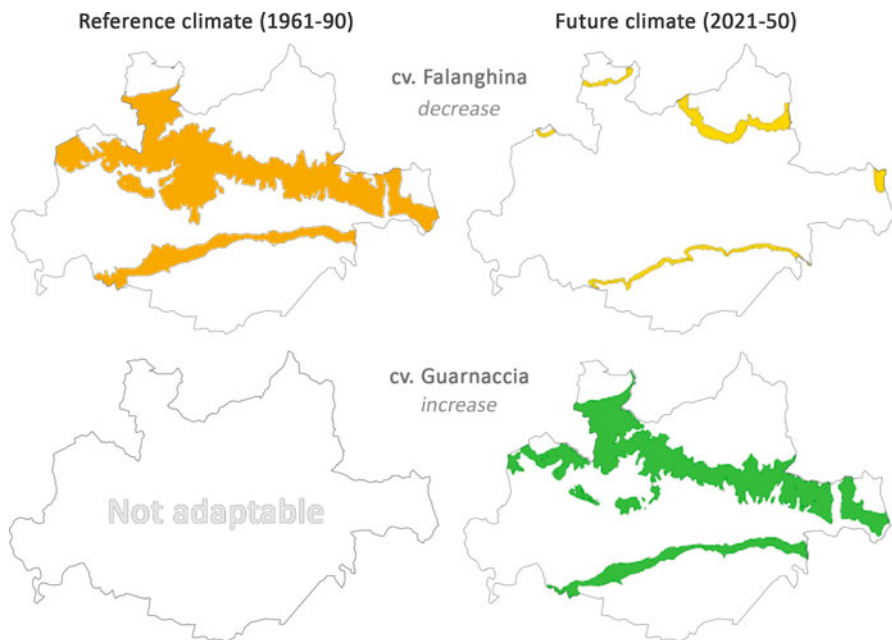 Reference climate (1961-90)
Future climate (2021-50)
cv. Falanghina
decrease
cv. Guarnaccia
increase
Not adaptable